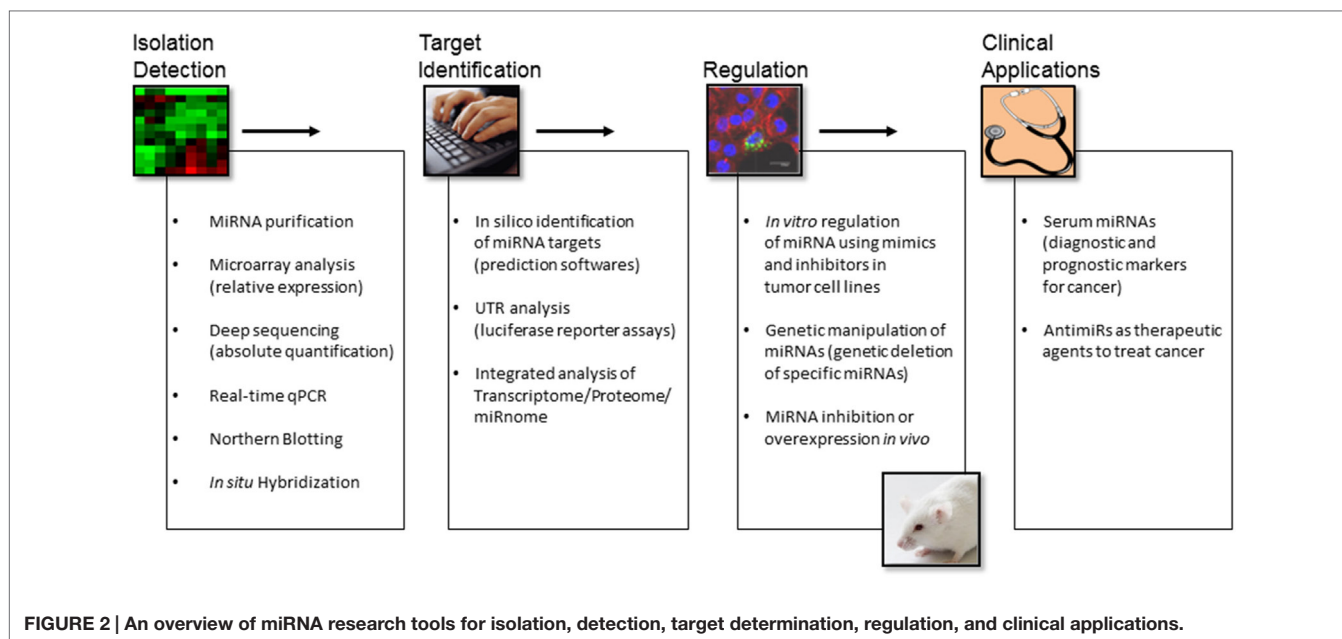 Isolation
Detection
Target
Identification
Regulation
Clinical
Applications
• MiRNA purification
• Microarray analysis
(relative expression)
• Deep sequencing
(absolute quantification)
• Real-time qPCR
• Northern Blotting
• In situ Hybridization
• In silico identification
of miRNA targets
(prediction softwares)
• UTR analysis
(luciferase reporter assays)
• Integrated analysis of
Transcriptome/Proteome/
miRnome
• In vitro regulation
of miRNA using mimics
and inhibitors in
tumor cell lines
• Genetic manipulation of
miRNAs (genetic deletion
of specific miRNAs)
• MiRNA inhibition or
overexpression in vivo
• Serum miRNAs
(diagnostic and
prognostic markers
for cancer)
• AntimiRs as therapeutic
agents to treat cancer
FIGURE 2 | An overview of miRNA research tools for isolation, detection, target determination, regulation, and clinical applications.